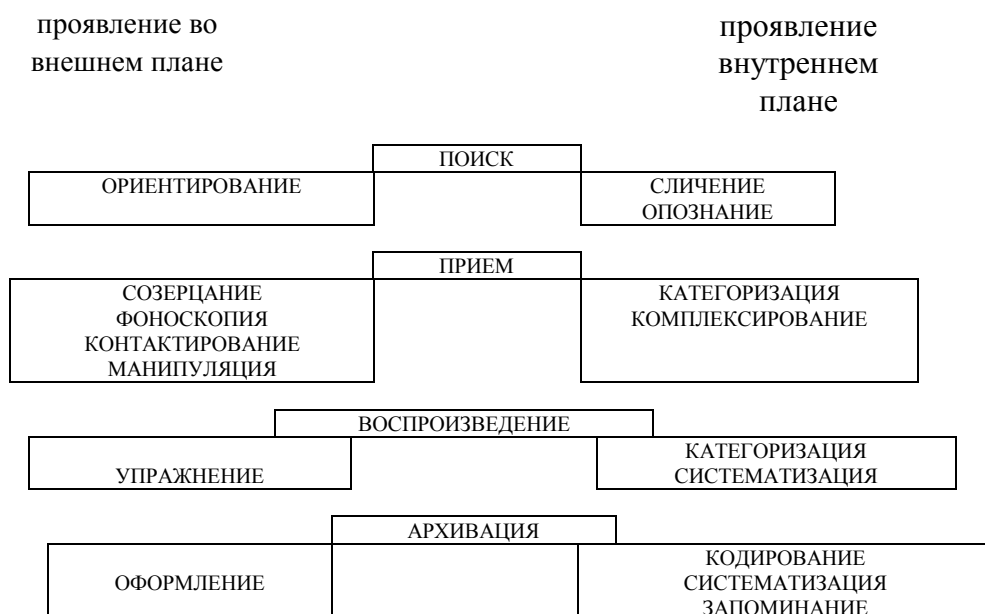 проявление во
внешнем плане
проявление
внутреннем
плане
ПОИСК
ОРИЕНТИРОВАНИЕ
СЛИЧЕНИЕ
ОПОЗНАНИЕ
ПРИЕМ
СОЗЕРЦАНИЕ
ФОНОСКОПИЯ
КОНТАКТИРОВАНИЕ
МАНИПУЛЯЦИЯ
КАТЕГОРИЗАЦИЯ
КОМПЛЕКСИРОВАНИЕ
ВОСПРОИЗВЕДЕНИЕ
УПРАЖНЕНИЕ
КАТЕГОРИЗАЦИЯ
СИСТЕМАТИЗАЦИЯ
АРХИВАЦИЯ
ОФОРМЛЕНИЕ
КОДИРОВАНИЕ
СИСТЕМАТИЗАЦИЯ
ЗАПОМИНАНИЕ